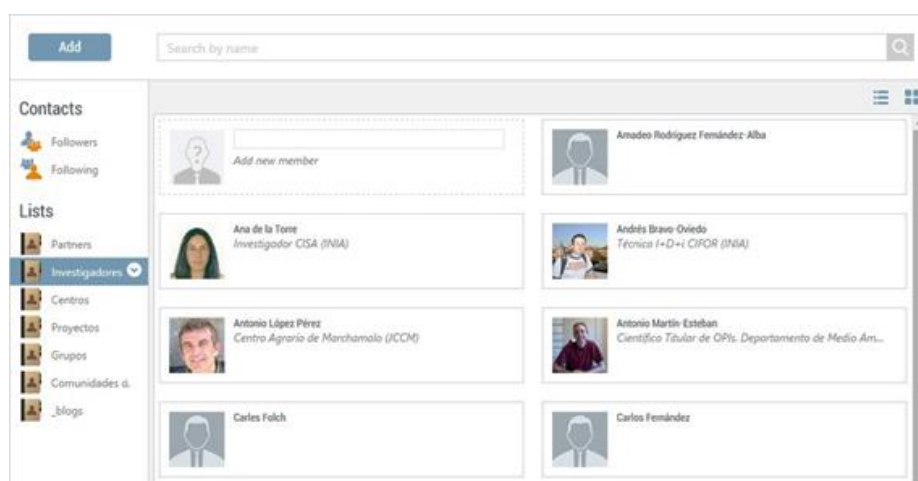 Add
Search by name
Contacts
Followers
Following
Lists
Partners
Investigadores
Centros
Proyectos
Grupos
Comunidades a.
_blogs
Add new member
Amadeo Rodríguez Fernández-Alba
Ana de la Torre
Investigador CISA (INIA)
Andrés Bravo-Oviedo
Técnico I+D+i CIFOR (INIA)
Antonio López Pérez
Centro Agrario de Marchamalo (JCCM)
Antonio Martín-Esteban
Científico Titular de OPIs. Departamento de Medio Am...
Carles Folch
Carlos Fernández